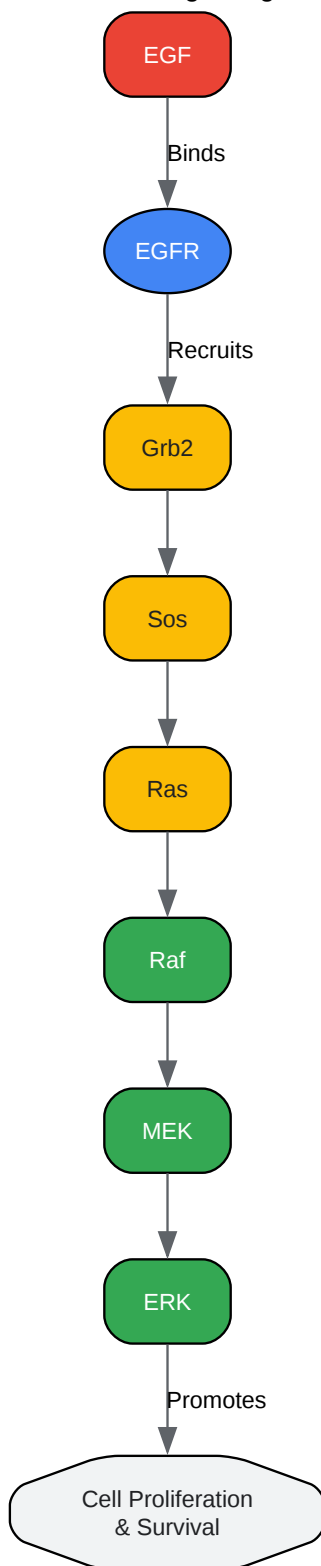 EGF
Binds
EGFR
Recruits
Grb2
Sos
Ras
Raf
MEK
ERK
Promotes
Cell Proliferation
& Survival